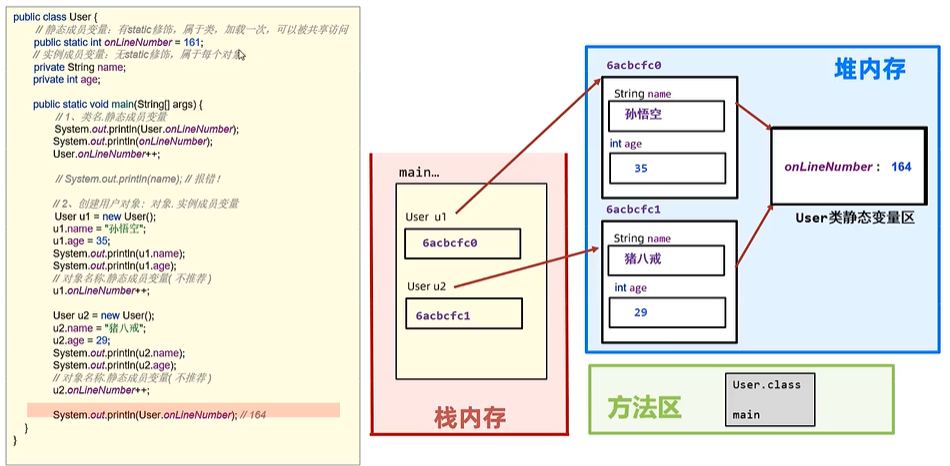 public class User {
// 静态成员变量：有static修饰，属于类，加载一次，可以被共享访问
public static int onLineNumber = 161;
// 实例成员变量：无static修饰，属于每个对象
private String name;
private int age;
public static void main(String[] args) {
// 1、类名.静态成员变量
System.out.println(User.onLineNumber);
System.out.println(onLineNumber);
User.onLineNumber++;
// System.out.println(name); // 报错！
// 2、创建用户对象：对象.实例成员变量
User u1 = new User();
u1.name = "孙悟空";
u1.age = 35;
System.out.println(u1.name);
System.out.println(u1.age);
// 对象名称.静态成员变量( 不推荐 )
u1.onLineNumber++;
User u2 = new User();
u2.name = "猪八戒";
u2.age = 29;
System.out.println(u2.name);
System.out.println(u2.age);
// 对象名称.静态成员变量( 不推荐 )
u2.onLineNumber++;
System.out.println(User.onLineNumber); // 164
}
}
main…
User u1
6acbcfc0
User u2
6acbcfc1
栈内存
堆内存
6acbcfc0
String name
孙悟空
int age
35
6acbcfc1
String name
猪八戒
int age
29
onLineNumber： 164
User类静态变量区
方法区
User.class
main